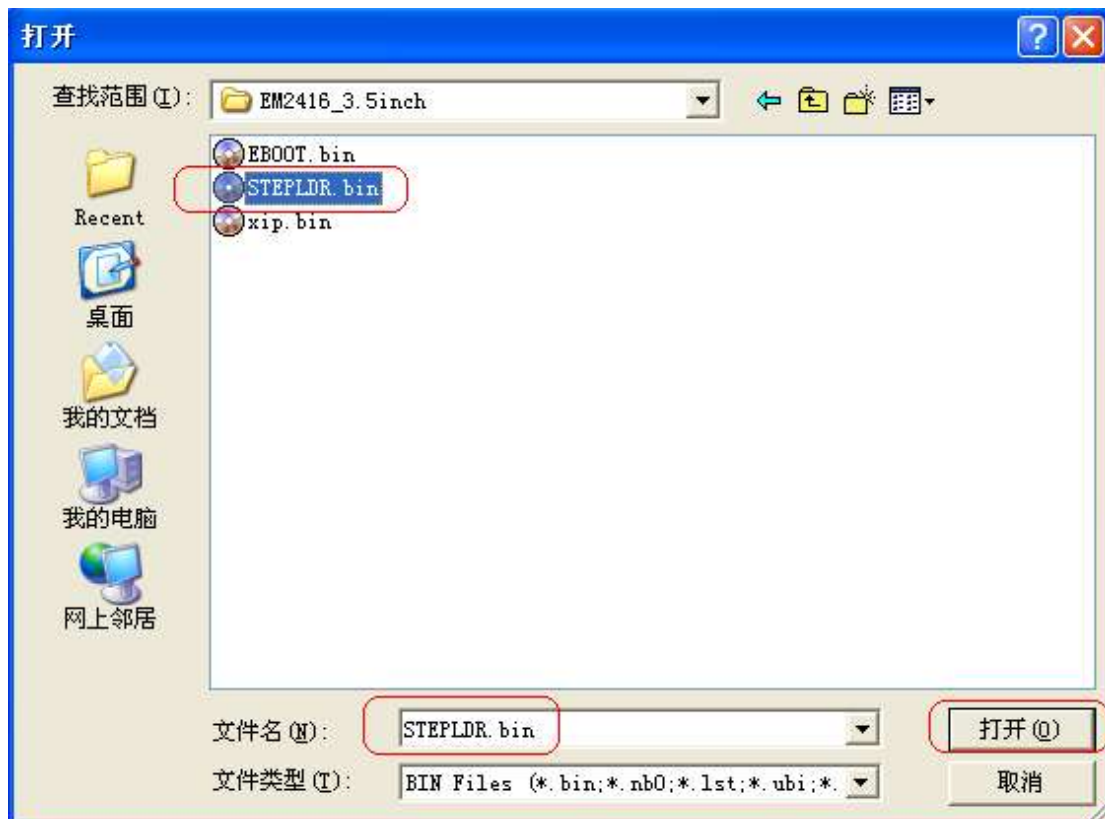 打开
查找范围(I):
EM2416_3.5inch
EBOOT.bin
STEPLDR.bin
xip.bin
Recent
桌面
我的文档
我的电脑
网上邻居
文件名(N):
STEPLDR.bin
打开(O)
文件类型(T):
BIN Files (*.bin;*.nb0;*.lst;*.ubi;*.
取消